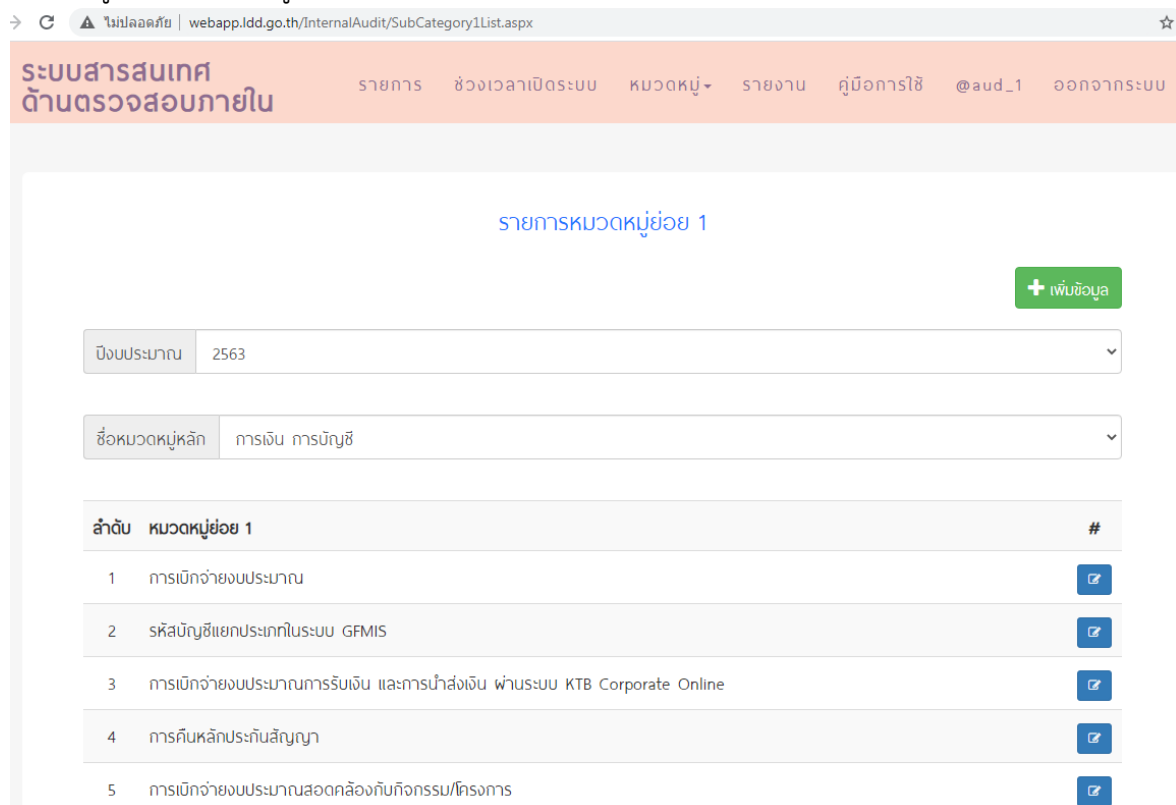 ไม่ปลอดภัย | webapp.ldd.go.th/InternalAudit/SubCategory1List.aspx
ระบบสารสนเทศ
ด้านตรวจสอบภายใน
รายการ ช่วงเวลาเปิดระบบ หมวดหมู่ รายงาน คู่มือการใช้ @aud_1 ออกจากระบบ
รายการหมวดหมู่ย่อย 1
เพิ่มข้อมูล
ปีงบประมาณ 2563
ชื่อหมวดหมู่หลัก การเงิน การบัญชี
ลำดับ หมวดหมู่ย่อย 1 #
1 การเบิกจ่ายงบประมาณ
2 รหัสบัญชีแยกประเภทในระบบ GFMIS
3 การเบิกจ่ายงบประมาณการรับเงิน และการนำส่งเงิน ผ่านระบบ KTB Corporate Online
4 การคืนหลักประกันสัญญา
5 การเบิกจ่ายงบประมาณสอดคล้องกับกิจกรรม/โครงการ